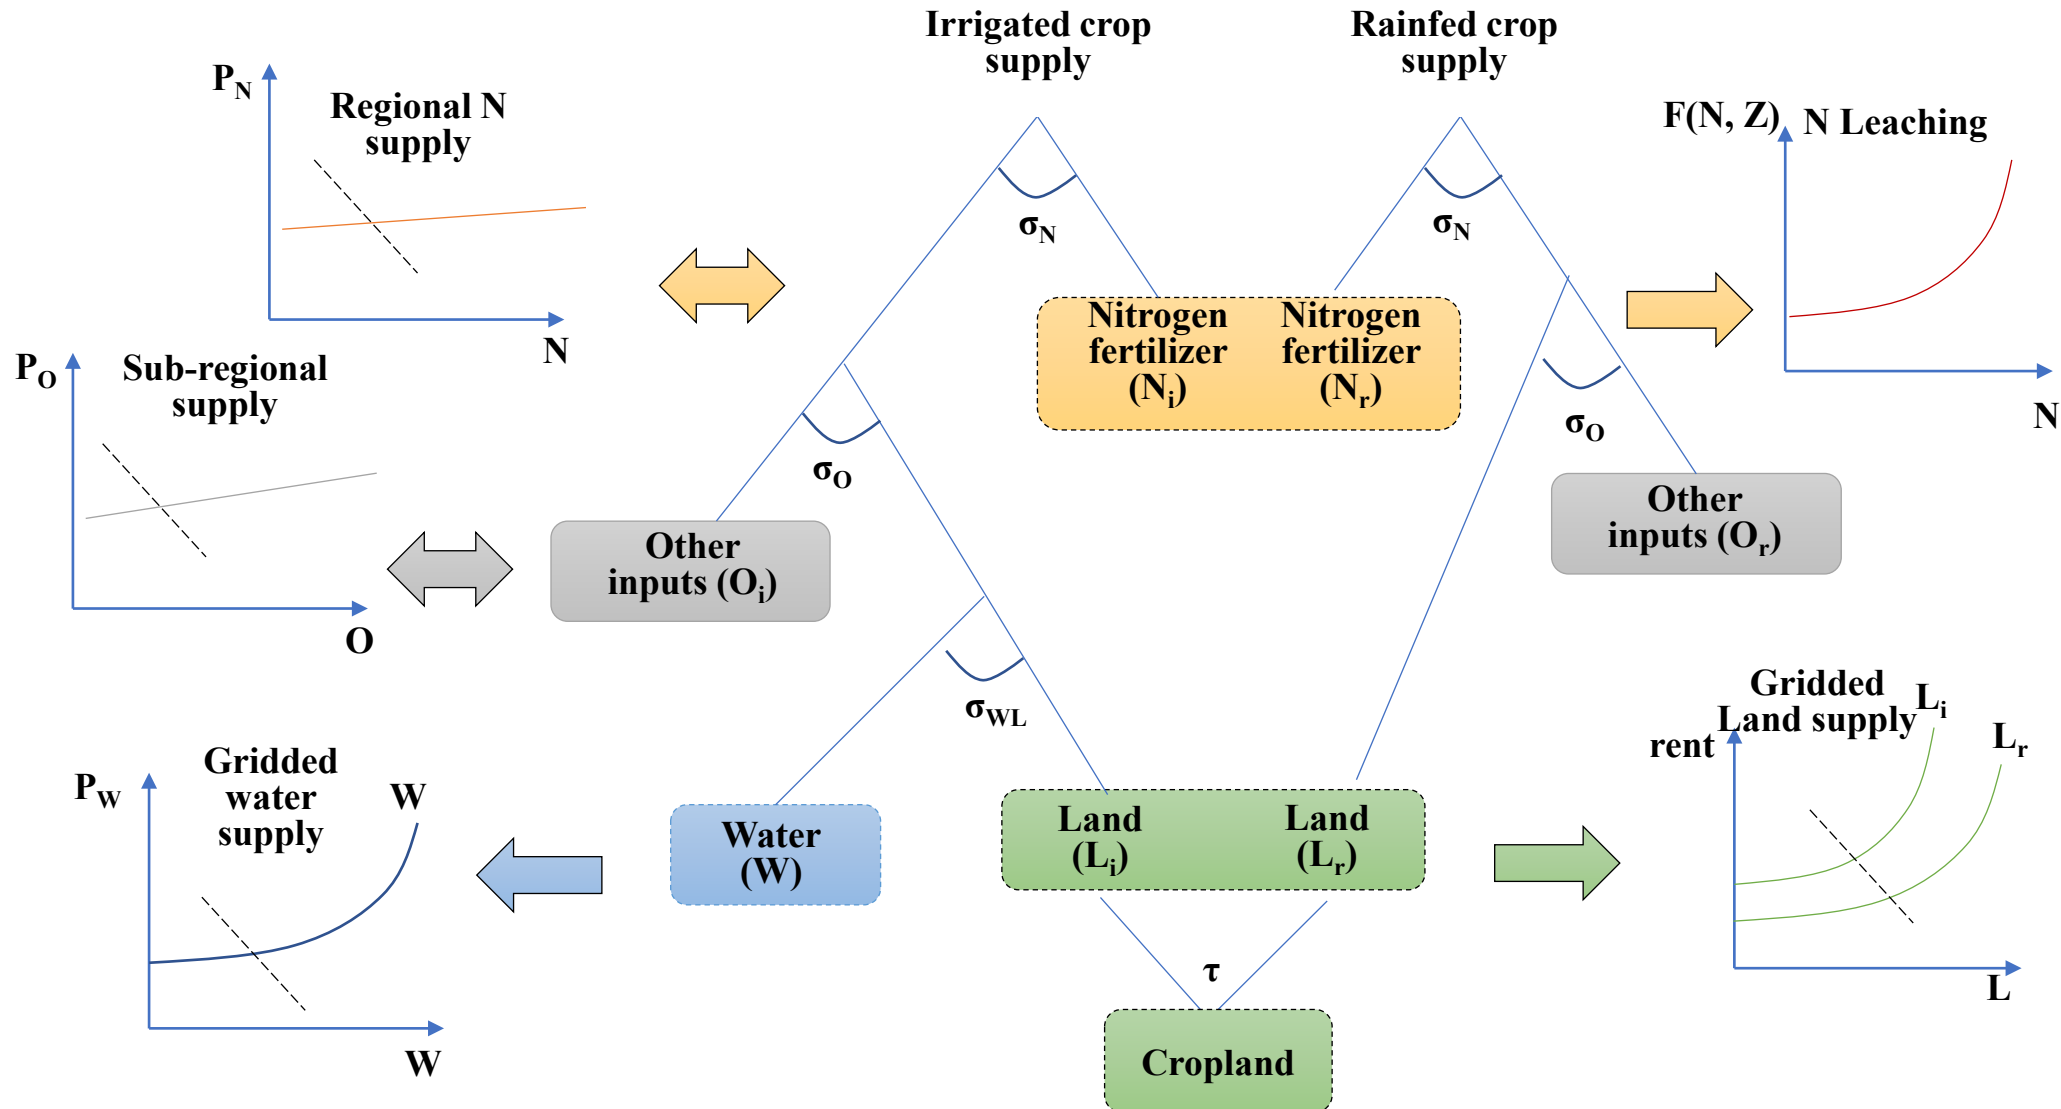 Irrigated crop
supply
Rainfed crop
supply
P_N
Regional N
supply
N
F(N, Z)
N Leaching
N
σ_N
σ_N
Nitrogen
fertilizer
(N_i)
Nitrogen
fertilizer
(N_r)
P_O
Sub-regional
supply
O
σ_O
σ_O
Other
inputs (O_i)
Other
inputs (O_r)
σ_WL
P_W
Gridded
water
supply
W
W
Water
(W)
Land
(L_i)
Land
(L_r)
rent
Gridded
Land supply
L_i
L_r
L
τ
Cropland